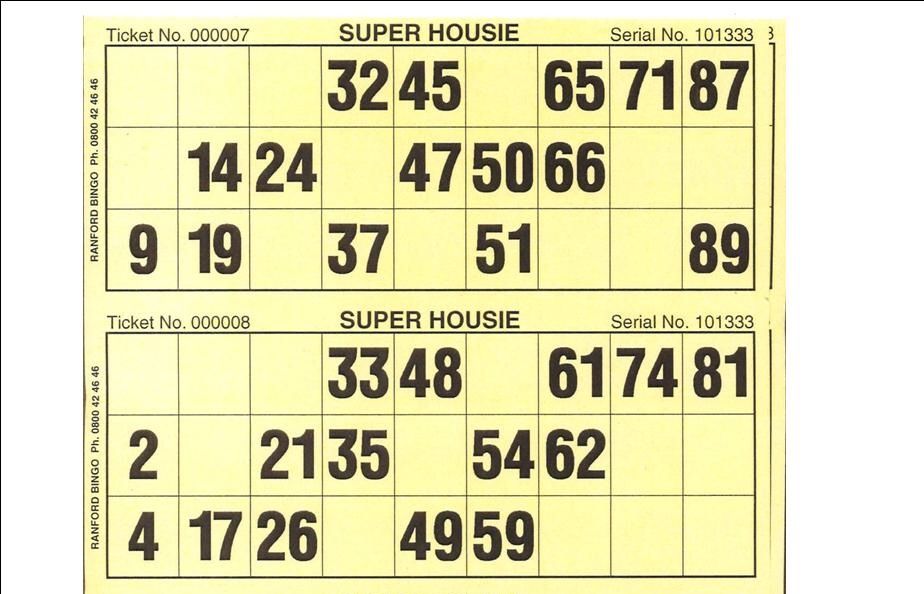 Ticket No. 000007 SUPER HOUSIE Serial No. 101333
RANFORD BINGO Ph. 0800 42 46 46
32 45 65 71 87
14 24 47 50 66
9 19 37 51 89
Ticket No. 000008 SUPER HOUSIE Serial No. 101333
RANFORD BINGO Ph. 0800 42 46 46
33 48 61 74 81
2 21 35 54 62
4 17 26 49 59